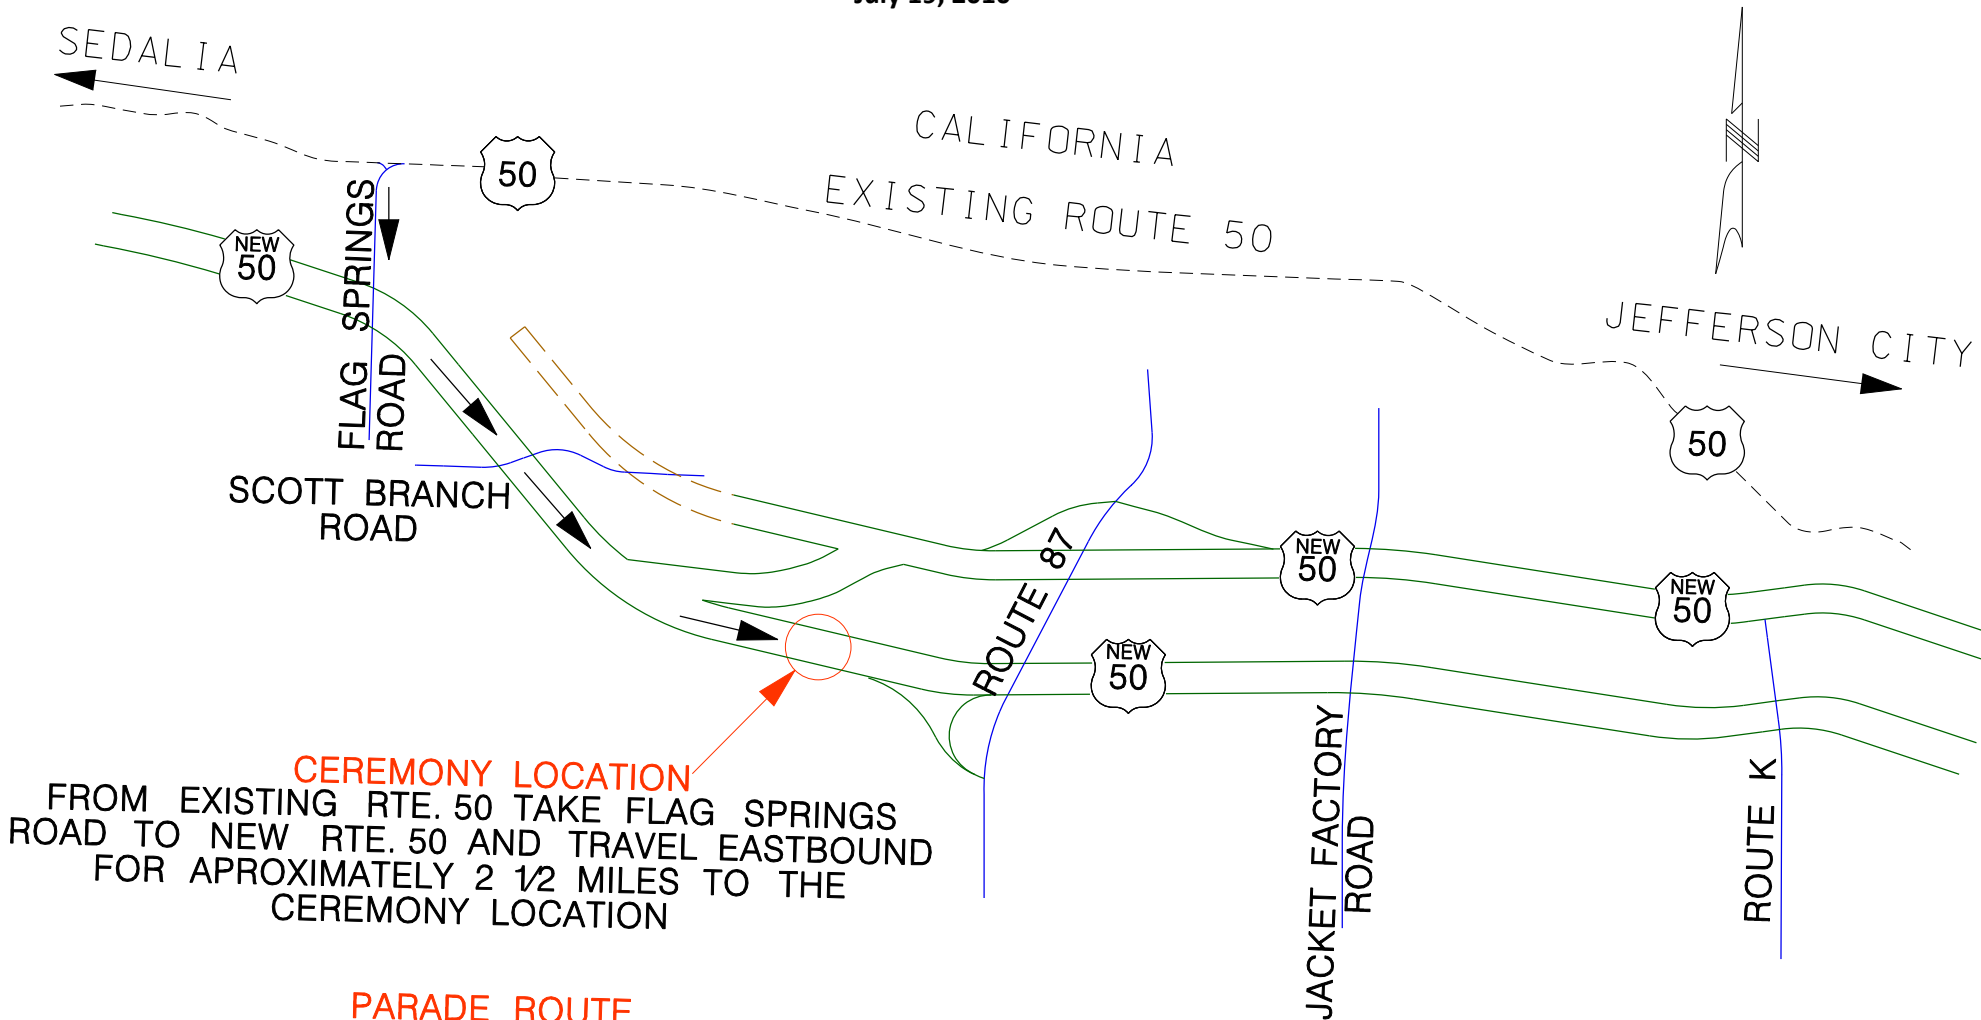 SEDALIA
CALIFORNIA
50
EXISTING ROUTE 50
N
NEW
50
FLAG SPRINGS
ROAD
JEFFERSON CITY
50
SCOTT BRANCH
ROAD
ROUTE 87
NEW
50
NEW
50
NEW
50
JACKET FACTORY
ROAD
ROUTE K
CEREMONY LOCATION
FROM EXISTING RTE. 50 TAKE FLAG SPRINGS
ROAD TO NEW RTE. 50 AND TRAVEL EASTBOUND
FOR APROXIMATELY 2 1/2 MILES TO THE
CEREMONY LOCATION
PARADE ROUTE